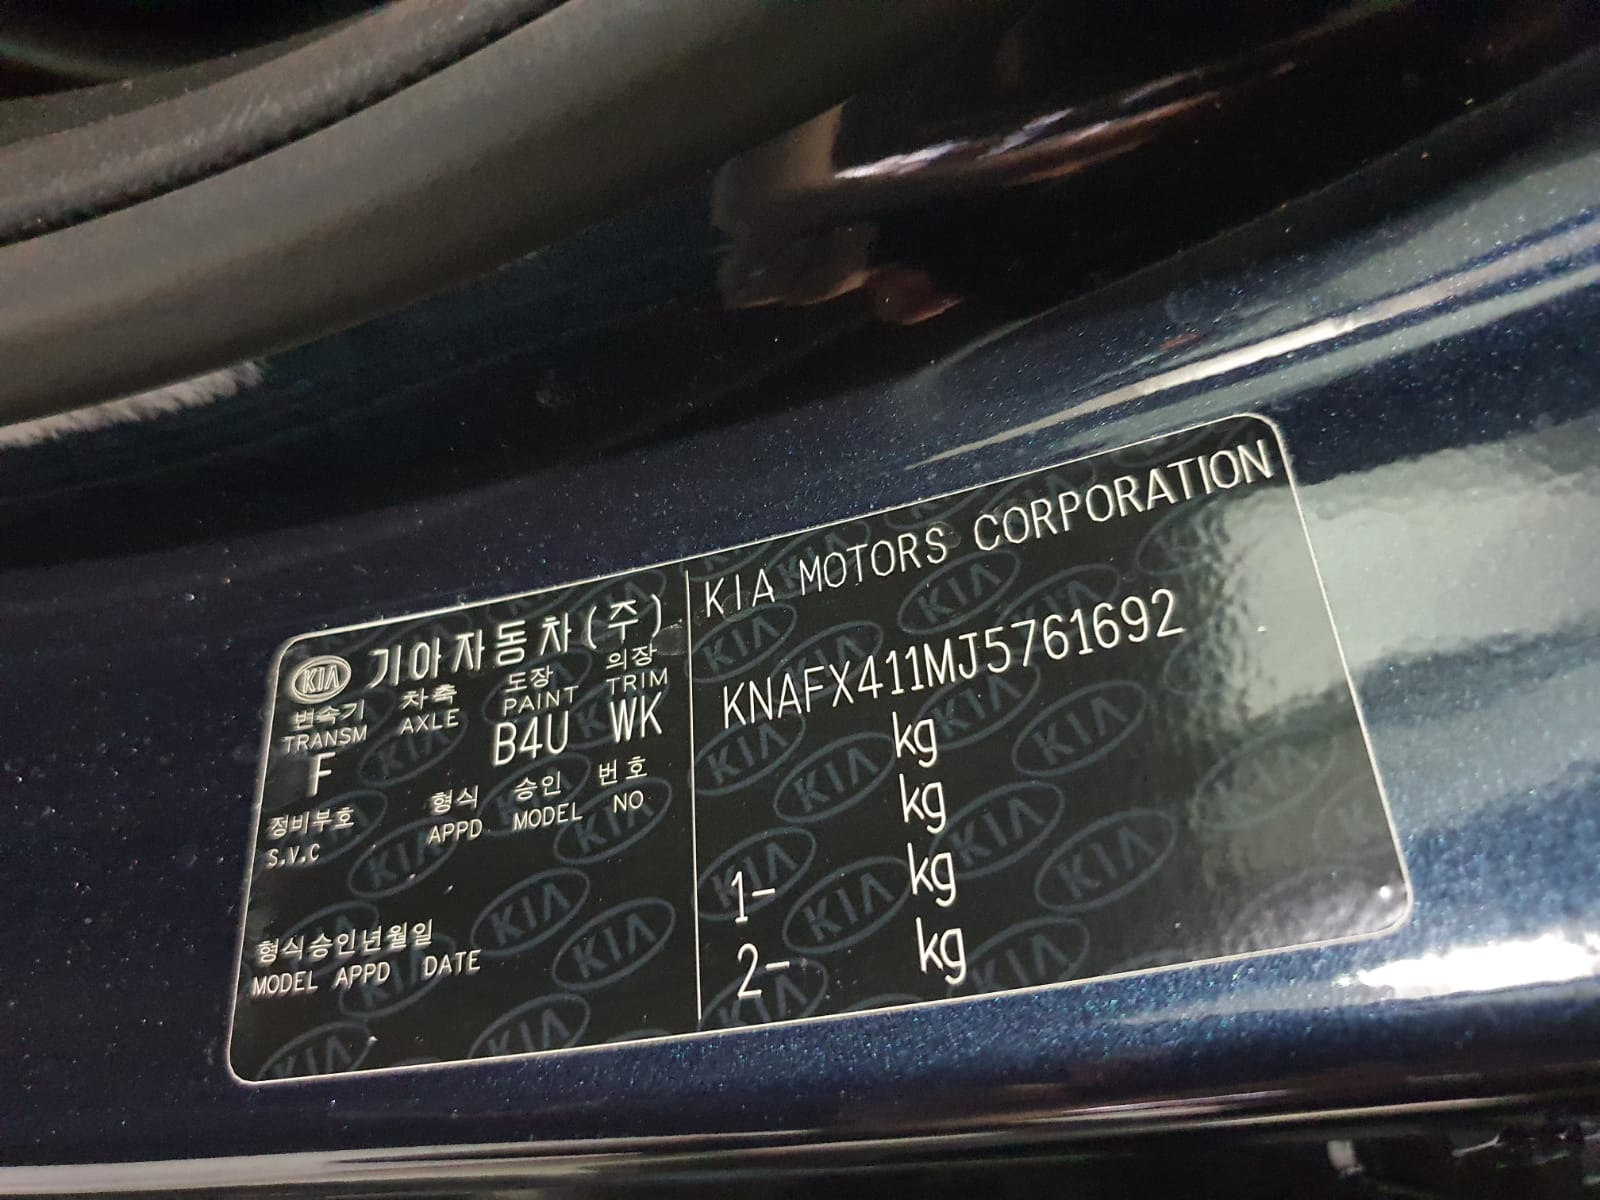 KIA 기아자동차(주)
변속기 차축 도장 의장
TRANSM AXLE PAINT TRIM
F B4U WK
정비부호 형식 승인 번호
S.V.C APPD MODEL NO
형식승인년월일
MODEL APPD DATE
KIA MOTORS CORPORATION
KNAFX411MJ5761692
kg
kg
1- kg
2- kg